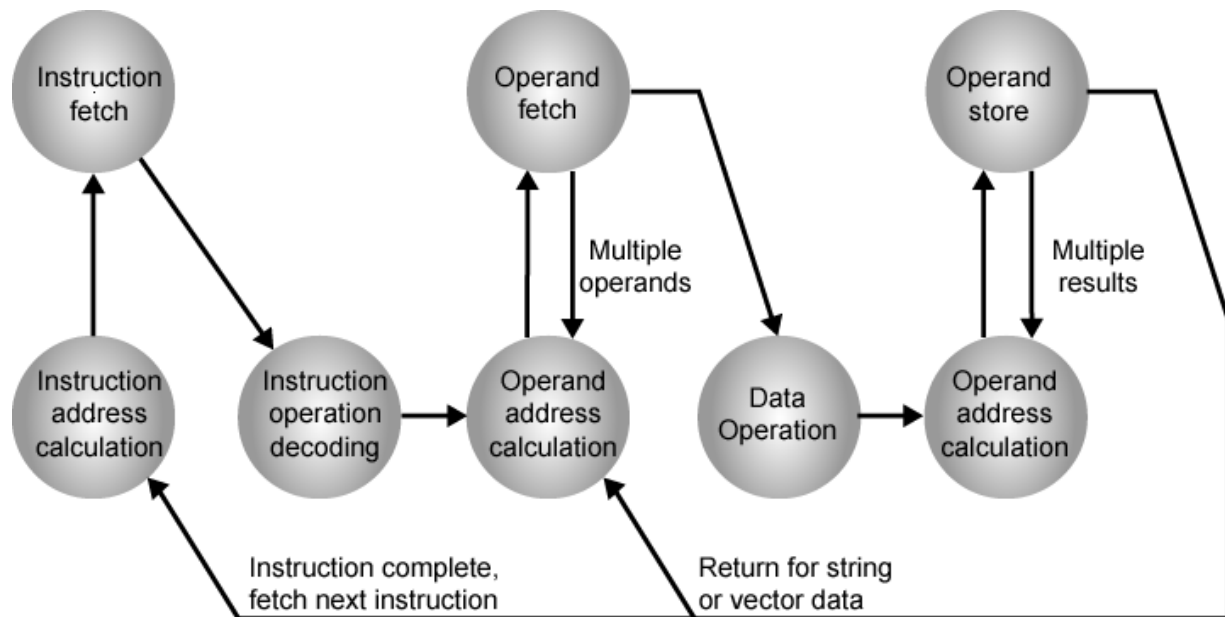 Instruction
fetch
Operand
fetch
Operand
store
Multiple
operands
Multiple
results
Instruction
address
calculation
Instruction
operation
decoding
Operand
address
calculation
Data
Operation
Operand
address
calculation
Instruction complete,
fetch next instruction
Return for string
or vector data